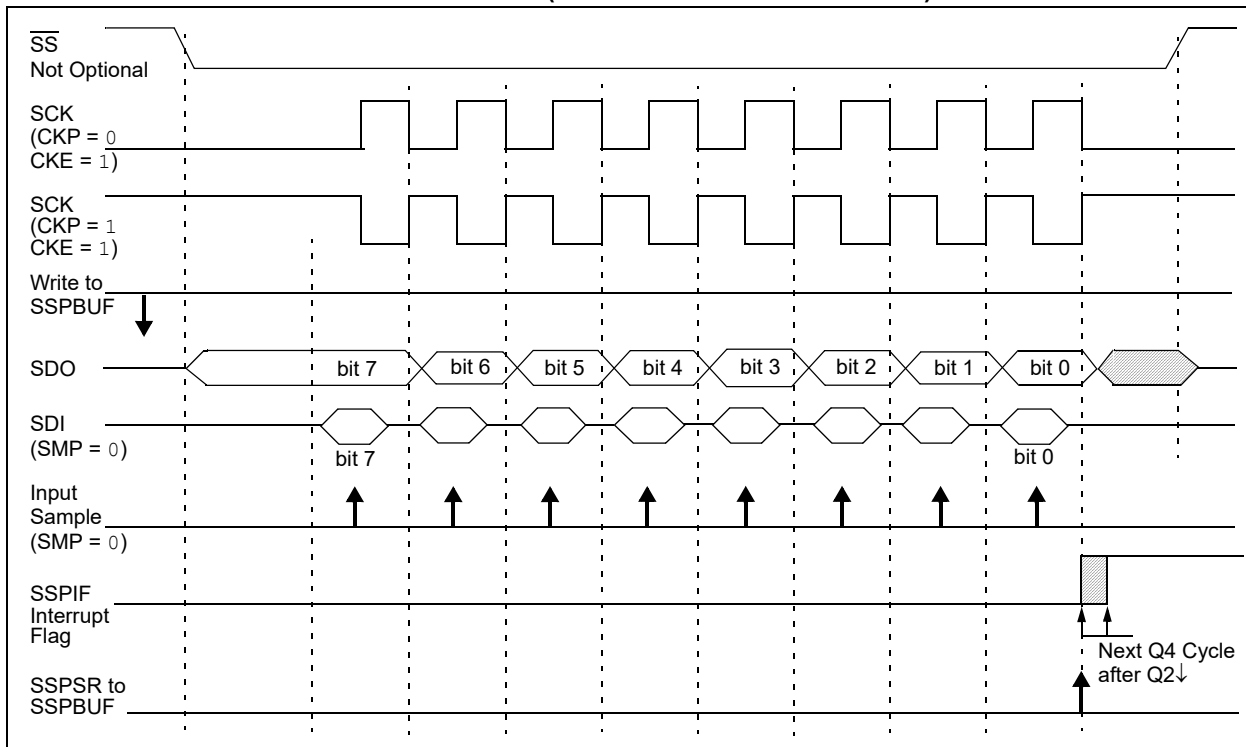 SS
Not Optional
SCK
(CKP = 0
CKE = 1)
SCK
(CKP = 1
CKE = 1)
Write to
SSPBUF
SDO
bit 7
bit 6
bit 5
bit 4
bit 3
bit 2
bit 1
bit 0
SDI
(SMP = 0)
bit 7
bit 0
Input
Sample
(SMP = 0)
SSPIF
Interrupt
Flag
Next Q4 Cycle
after Q2↓
SSPSR to
SSPBUF